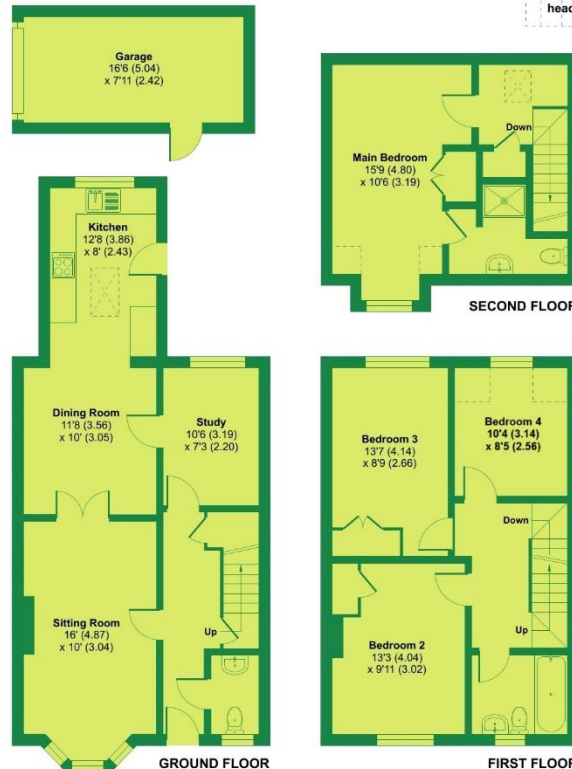 head
Garage
16'6 (5.04)
x 7'11 (2.42)
Down
Main Bedroom
15'9 (4.80)
x 10'6 (3.19)
Kitchen
12'8 (3.86)
x 8' (2.43)
SECOND FLOOR
Dining Room
11'8 (3.56)
x 10' (3.05)
Study
10'6 (3.19)
x 7'3 (2.20)
Bedroom 3
13'7 (4.14)
x 8'9 (2.66)
Bedroom 4
10'4 (3.14)
x 8'5 (2.56)
Down
Sitting Room
16' (4.87)
x 10' (3.04)
Up
Bedroom 2
13'3 (4.04)
x 9'11 (3.02)
Up
GROUND FLOOR
FIRST FLOOR